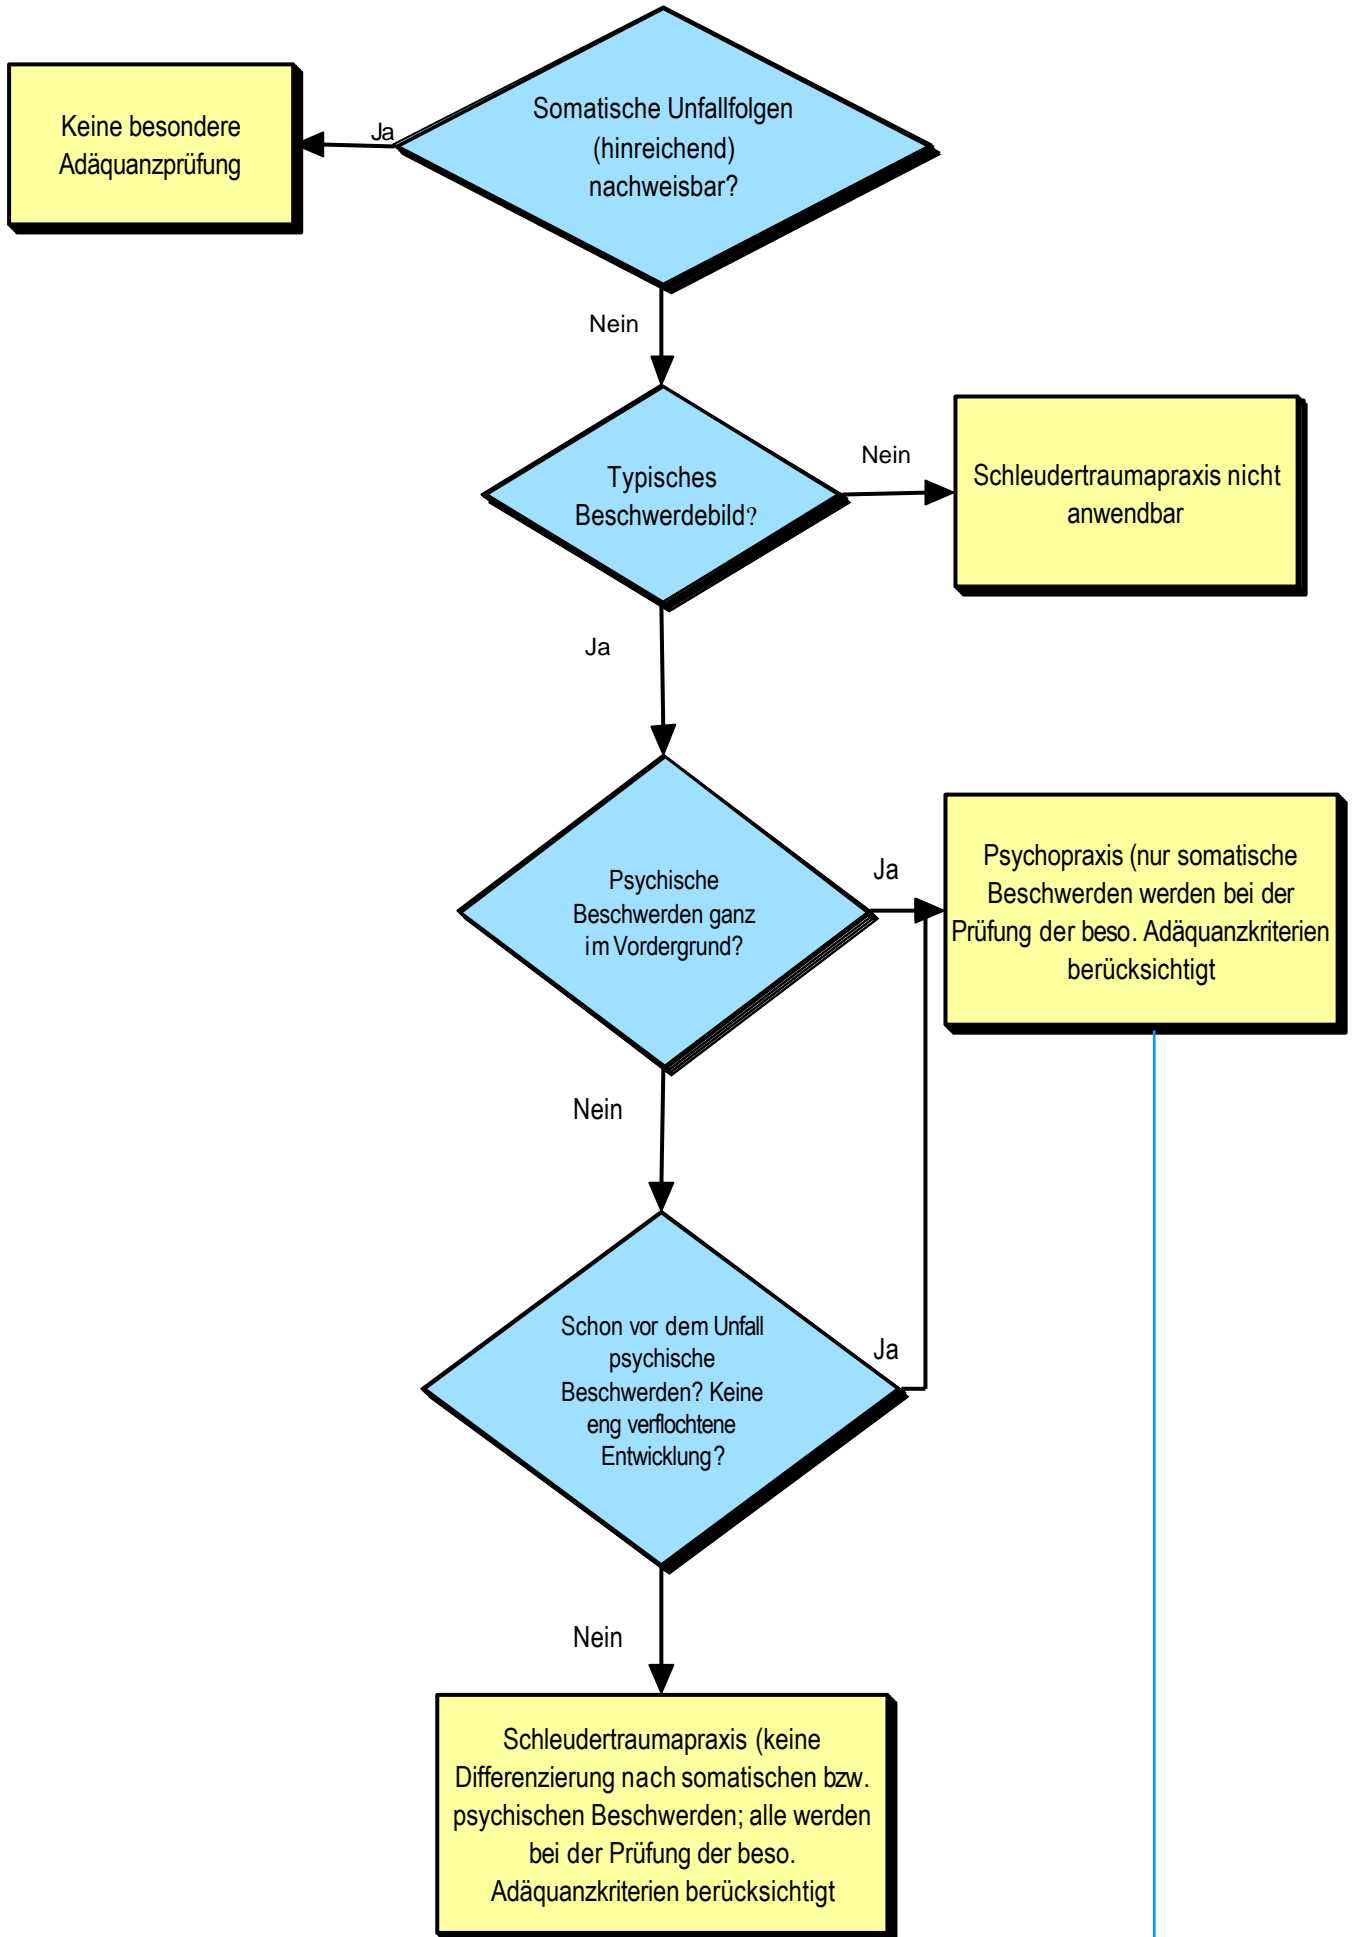 Somatische Unfallfolgen
(hinreichend)
nachweisbar?
Ja
Keine besondere
Adäquanzprüfung
Nein
Typisches
Beschwerdebild?
Nein
Schleudertraumapraxis nicht
anwendbar
Ja
Psychische
Beschwerden ganz
im Vordergrund?
Ja
Psychopraxis (nur somatische
Beschwerden werden bei der
Prüfung der beso. Adäquanzkriterien
berücksichtigt
Nein
Schon vor dem Unfall
psychische
Beschwerden? Keine
eng verflochtene
Entwicklung?
Ja
Nein
Schleudertraumapraxis (keine
Differenzierung nach somatischen bzw.
psychischen Beschwerden; alle werden
bei der Prüfung der beso.
Adäquanzkriterien berücksichtigt